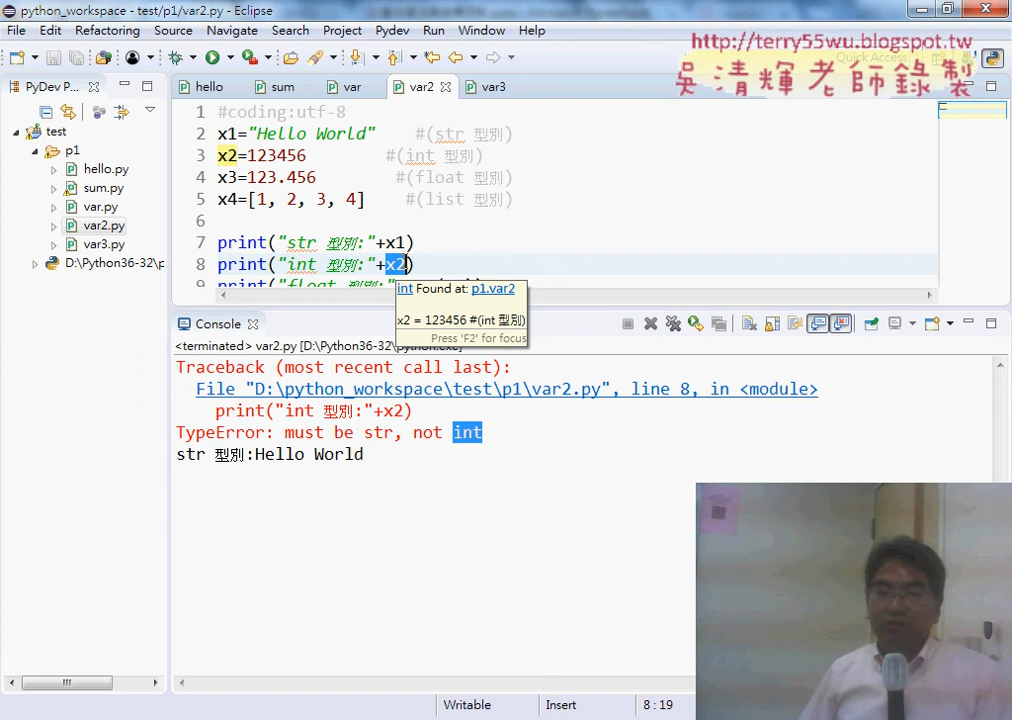 python_workspace - test/p1/var2.py - Eclipse
File Edit Refactoring Source Navigate Search Project Pydev Run Window Help
http://terry55wu.blogspot.tw
Quick Access
吳清輝老師錄製
PyDev P...
hello sum var var2 var3
test
p1
hello.py
sum.py
var.py
var2.py
var3.py
D:\Python36-32\p
1 #coding:utf-8
2 x1="Hello World" #(str 型別)
3 x2=123456 #(int 型別)
4 x3=123.456 #(float 型別)
5 x4=[1, 2, 3, 4] #(list 型別)
6
7 print("str 型別:"+x1)
8 print("int 型別:"+x2)
9 print("float 型別:"
int Found at: p1.var2
x2 = 123456 #(int 型別)
Press 'F2' for focus
Console
<terminated> var2.py [D:\Python36-32\python.exe]
Traceback (most recent call last):
File "D:\python_workspace\test\p1\var2.py", line 8, in <module>
print("int 型別:"+x2)
TypeError: must be str, not int
str 型別:Hello World
Writable Insert 8:19